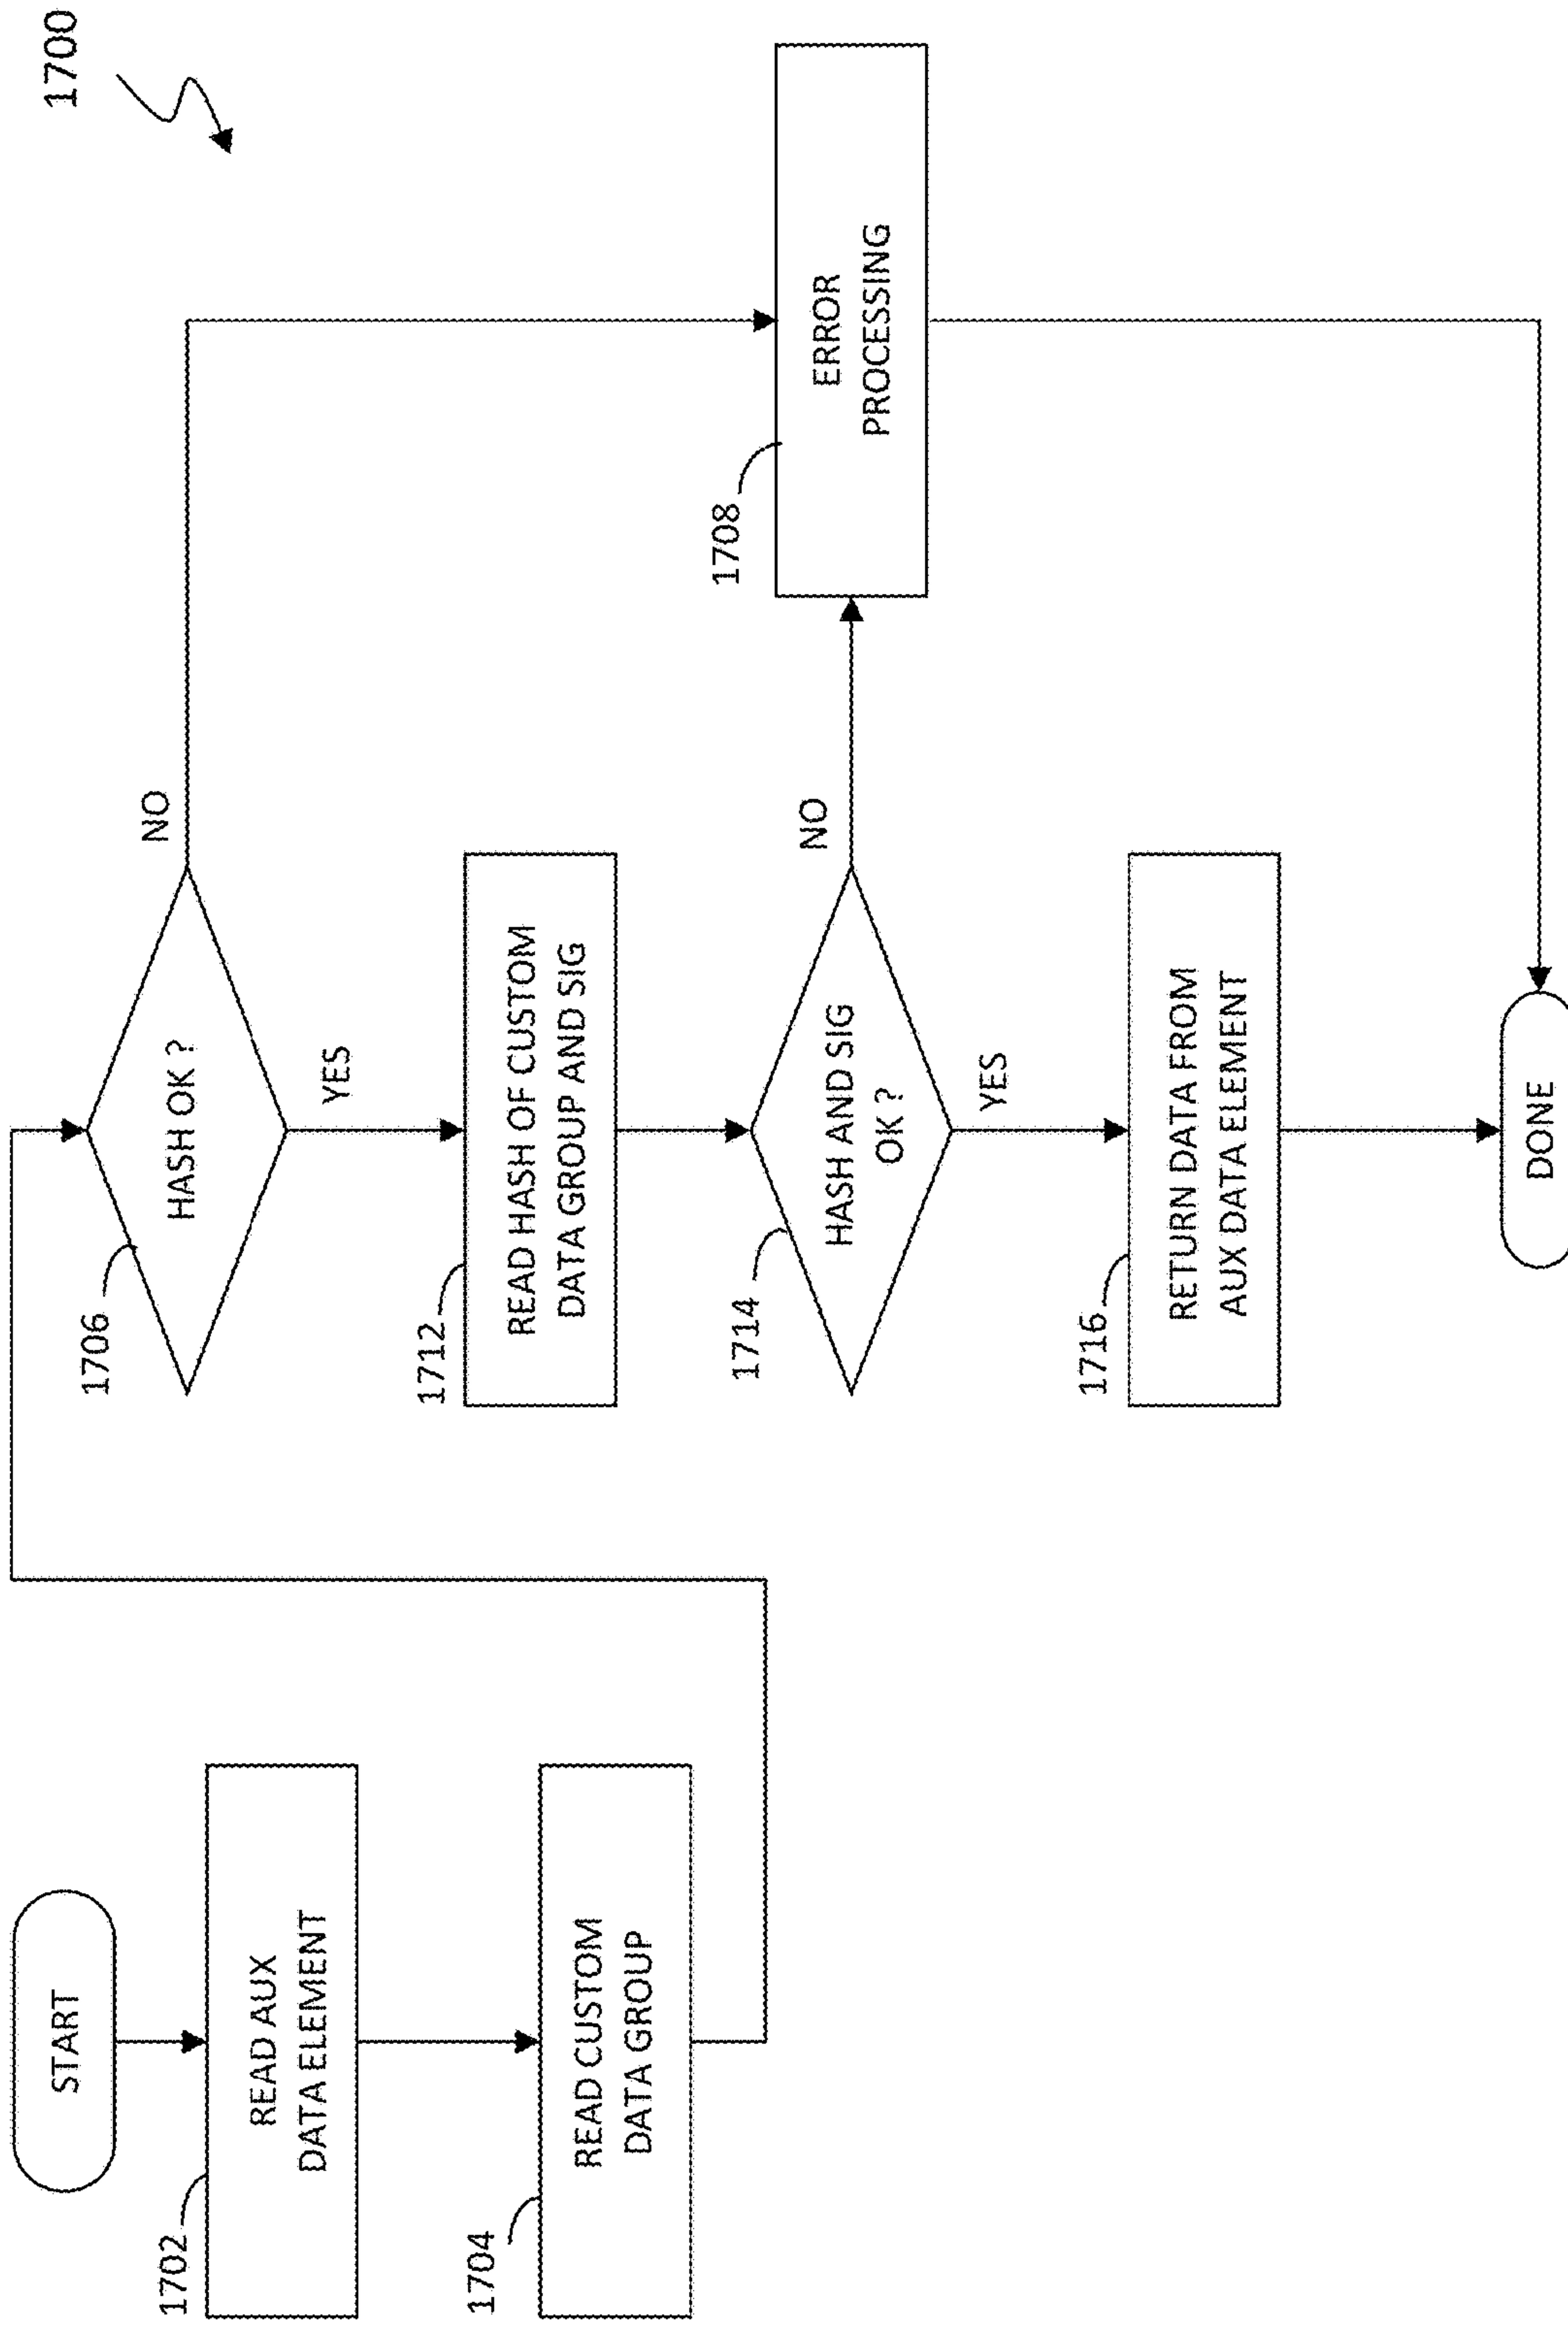 1700
START
1702
READ AUX
DATA ELEMENT
1704
READ CUSTOM
DATA GROUP
1706
HASH OK ?
NO
YES
1712
READ HASH OF CUSTOM
DATA GROUP AND SIG
1714
HASH AND SIG
OK ?
NO
YES
1708
ERROR
PROCESSING
1716
RETURN DATA FROM
AUX DATA ELEMENT
DONE